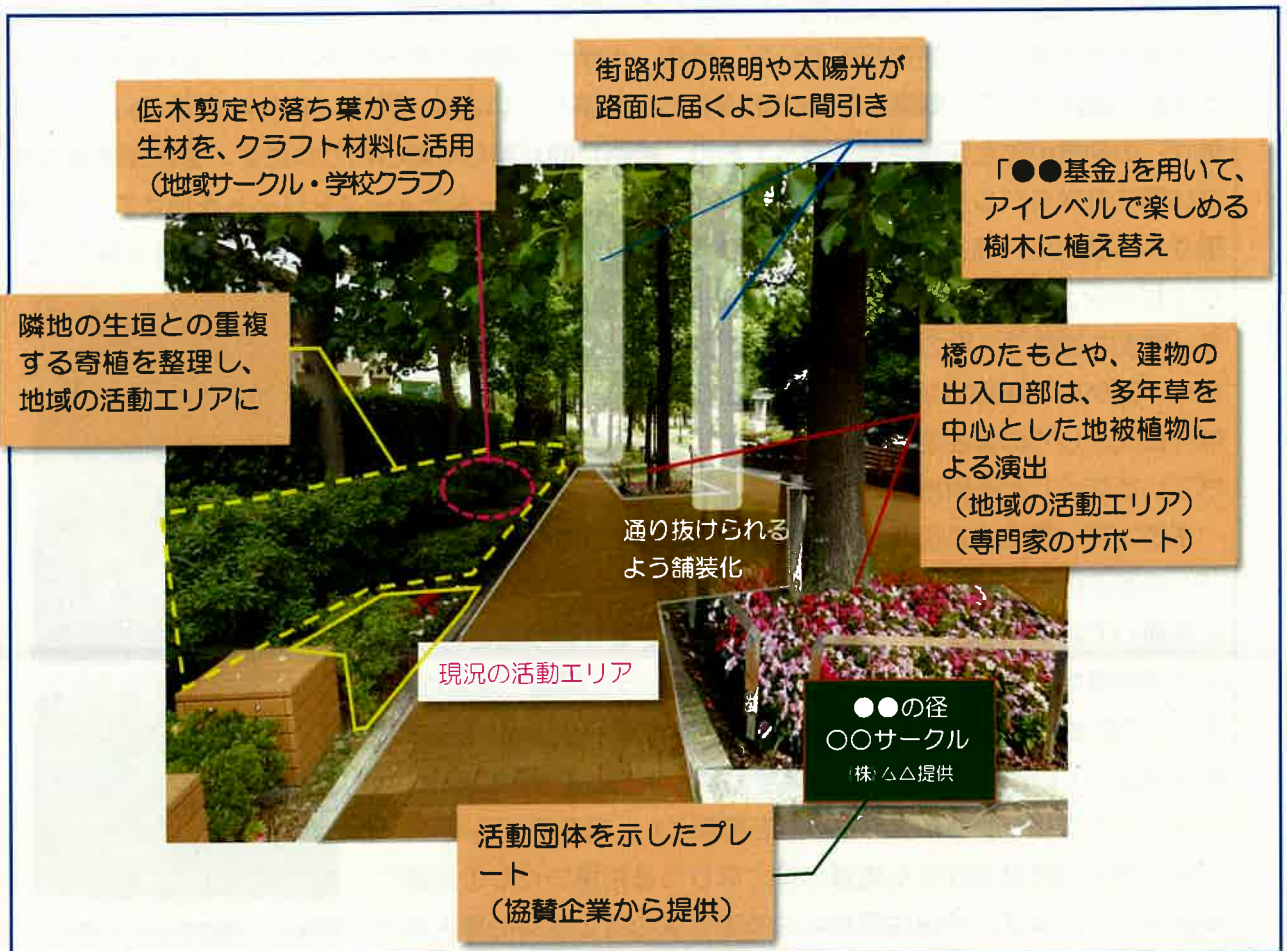 街路灯の照明や太陽光が
路面に届くように間引き
低木剪定や落ち葉かきの発
生材を、クラフト材料に活用
（地域サークル・学校クラブ）
「●●基金」を用いて、
アイレベルで楽しめる
樹木に植え替え
隣地の生垣との重複
する寄植を整理し、
地域の活動エリアに
橋のたもとや、建物の
出入口部は、多年草を
中心とした地被植物に
よる演出
（地域の活動エリア）
（専門家のサポート）
通り抜けられる
よう舗装化
現況の活動エリア
●●の径
○○サークル
(株)△△提供
活動団体を示したプレ
ート
（協賛企業から提供）